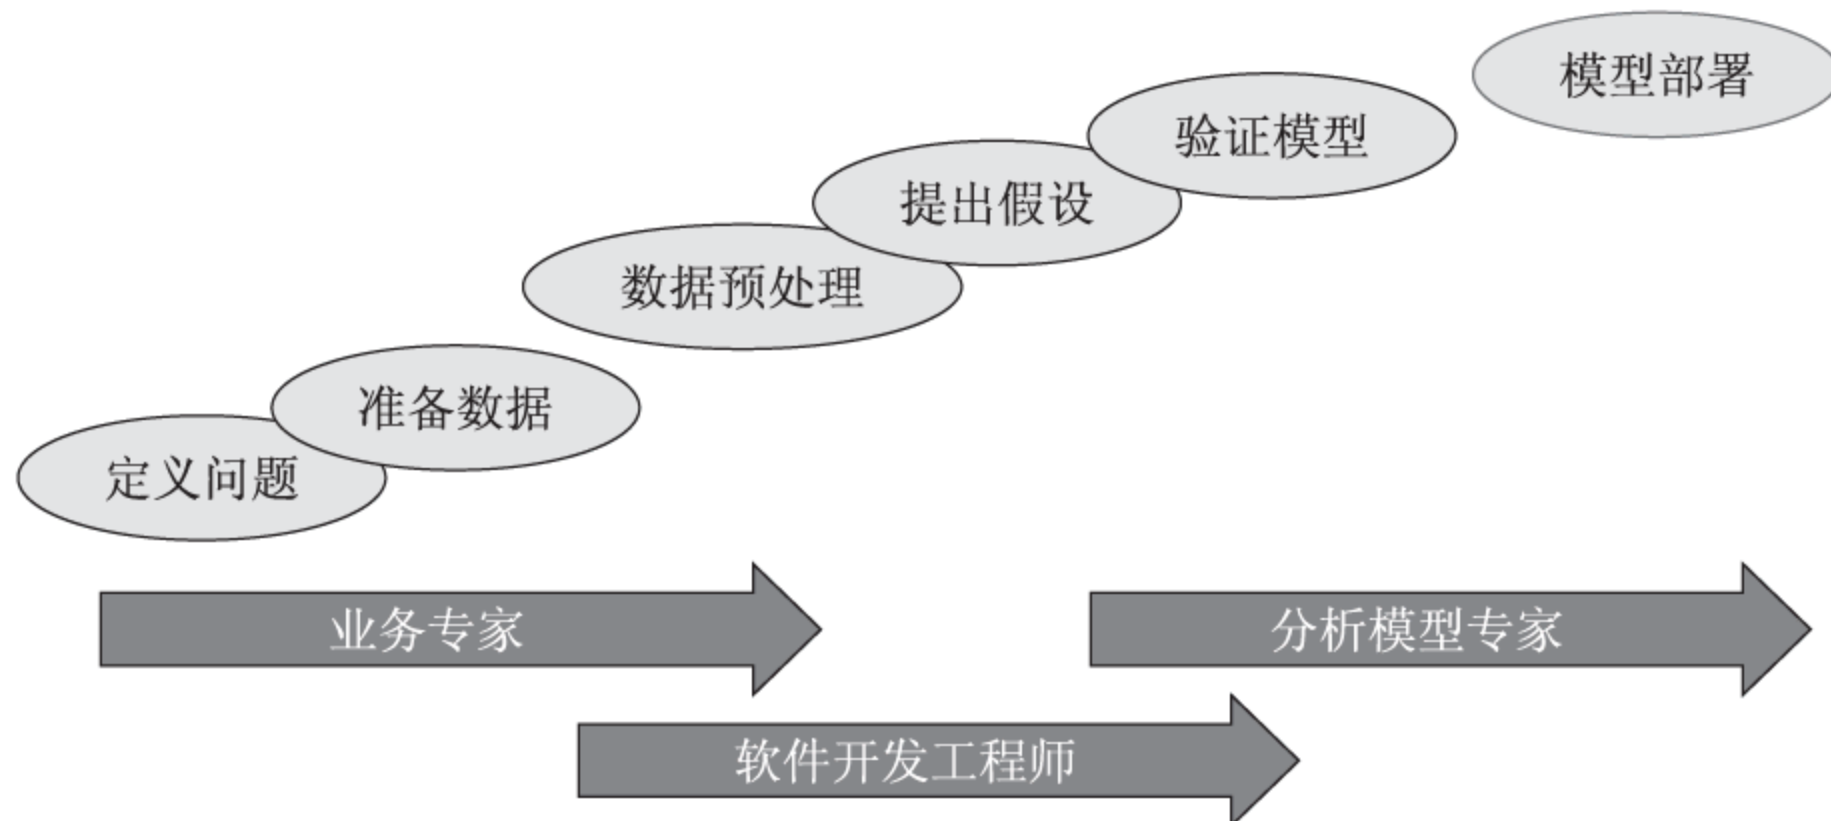 模型部署
验证模型
提出假设
数据预处理
准备数据
定义问题
业务专家
分析模型专家
软件开发工程师